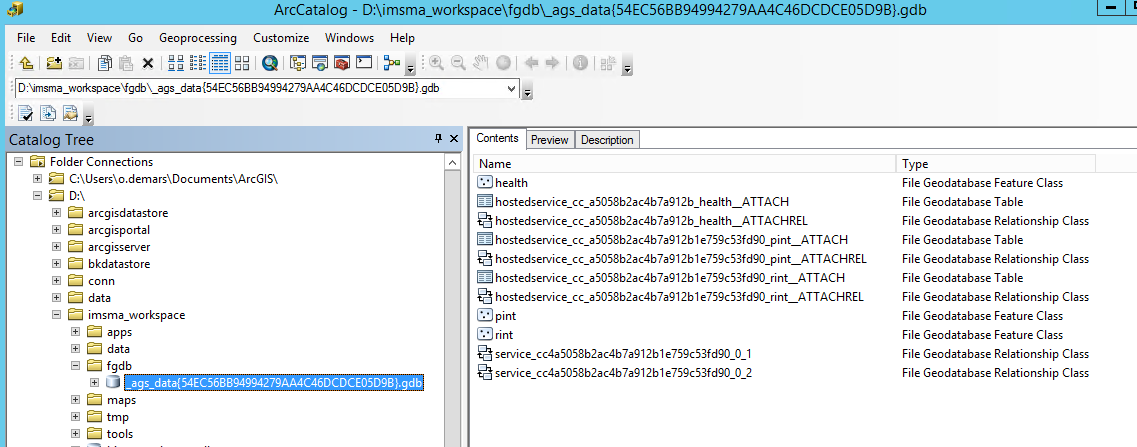 ArcCatalog - D:\imsma_workspace\fgdb\_ags_data{54EC56BB94994279AA4C46DCDCE05D9B}.gdb
File Edit View Go Geoprocessing Customize Windows Help
D:\imsma_workspace\fgdb\_ags_data{54EC56BB94994279AA4C46DCDCE05D9B}.gdb
Catalog Tree
Folder Connections
C:\Users\o.demars\Documents\ArcGIS\
D:\
arcgisdatastore
arcgisportal
arcgisserver
bkdatastore
conn
data
imsma_workspace
apps
data
fgdb
_ags_data{54EC56BB94994279AA4C46DCDCE05D9B}.gdb
maps
tmp
tools
Contents Preview Description
Name Type
health File Geodatabase Feature Class
hostedservice_cc_a5058b2ac4b7a912b_health__ATTACH File Geodatabase Table
hostedservice_cc_a5058b2ac4b7a912b_health__ATTACHREL File Geodatabase Relationship Class
hostedservice_cc_a5058b2ac4b7a912b1e759c53fd90_pint__ATTACH File Geodatabase Table
hostedservice_cc_a5058b2ac4b7a912b1e759c53fd90_pint__ATTACHREL File Geodatabase Relationship Class
hostedservice_cc_a5058b2ac4b7a912b1e759c53fd90_rint__ATTACH File Geodatabase Table
hostedservice_cc_a5058b2ac4b7a912b1e759c53fd90_rint__ATTACHREL File Geodatabase Relationship Class
pint File Geodatabase Feature Class
rint File Geodatabase Feature Class
service_cc4a5058b2ac4b7a912b1e759c53fd90_0_1 File Geodatabase Relationship Class
service_cc4a5058b2ac4b7a912b1e759c53fd90_0_2 File Geodatabase Relationship Class